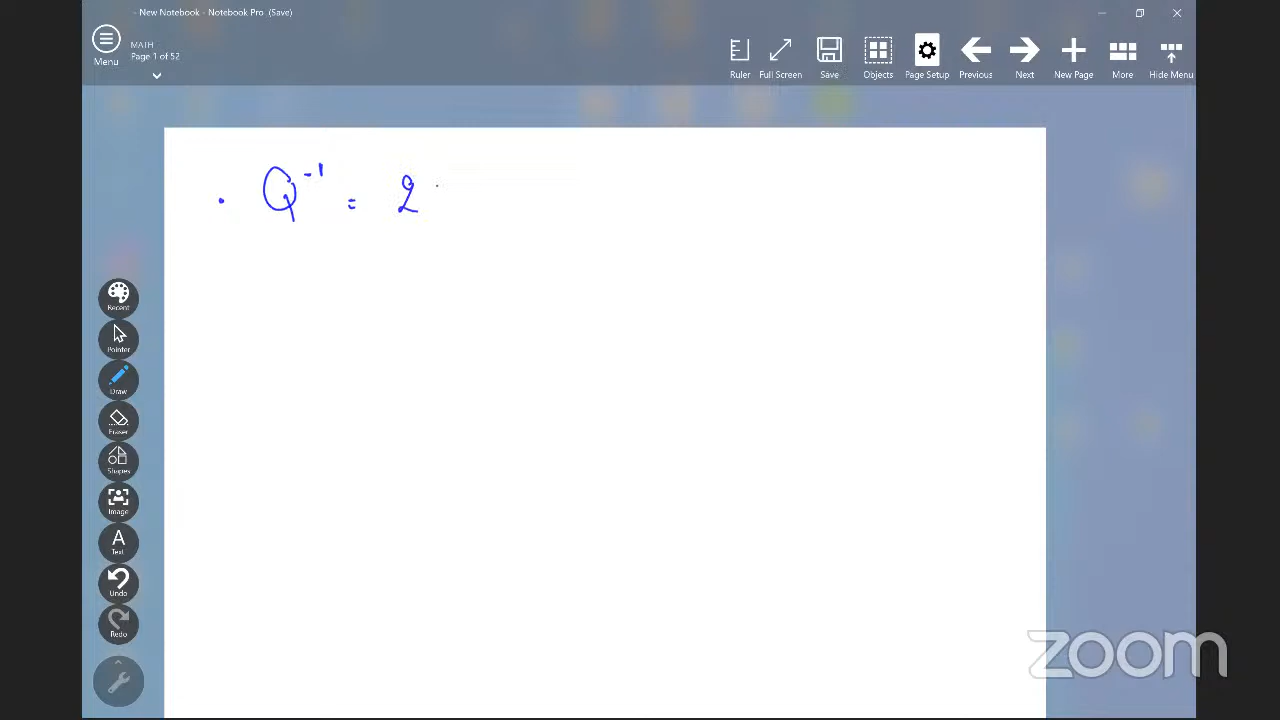 - New Notebook - Notebook Pro (Save)
MATH
Page 1 of 52
Menu
Ruler
Full Screen
Save
Objects
Page Setup
Previous
Next
New Page
More
Hide Menu
. Q⁻¹ = 2
Recent
Pointer
Draw
Eraser
Shapes
Image
A
Text
Undo
Redo
zoom